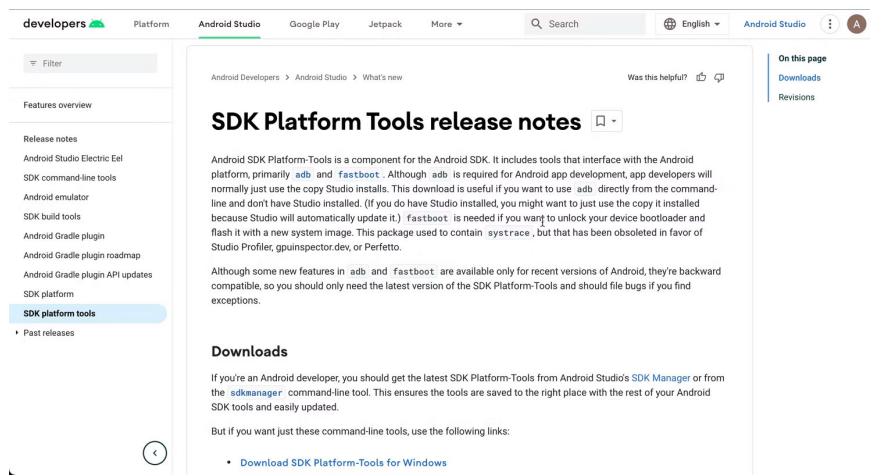 developers
Platform
Android Studio
Google Play
Jetpack
More
Search
English
Android Studio
A
Filter
Features overview
Release notes
Android Studio Electric Eel
SDK command-line tools
Android emulator
SDK build tools
Android Gradle plugin
Android Gradle plugin roadmap
Android Gradle plugin API updates
SDK platform
SDK platform tools
Past releases
Android Developers > Android Studio > What's new
Was this helpful?
SDK Platform Tools release notes
Android SDK Platform-Tools is a component for the Android SDK. It includes tools that interface with the Android
platform, primarily adb and fastboot. Although adb is required for Android app development, app developers will
normally just use the copy Studio installs. This download is useful if you want to use adb directly from the command-
line and don't have Studio installed. (If you do have Studio installed, you might want to just use the copy it installed
because Studio will automatically update it.) fastboot is needed if you want to unlock your device bootloader and
flash it with a new system image. This package used to contain systrace, but that has been obsoleted in favor of
Studio Profiler, gpuinspector.dev, or Perfetto.
Although some new features in adb and fastboot are available only for recent versions of Android, they're backward
compatible, so you should only need the latest version of the SDK Platform-Tools and should file bugs if you find
exceptions.
Downloads
If you're an Android developer, you should get the latest SDK Platform-Tools from Android Studio's SDK Manager or from
the sdkmanager command-line tool. This ensures the tools are saved to the right place with the rest of your Android
SDK tools and easily updated.
But if you want just these command-line tools, use the following links:
• Download SDK Platform-Tools for Windows
On this page
Downloads
Revisions